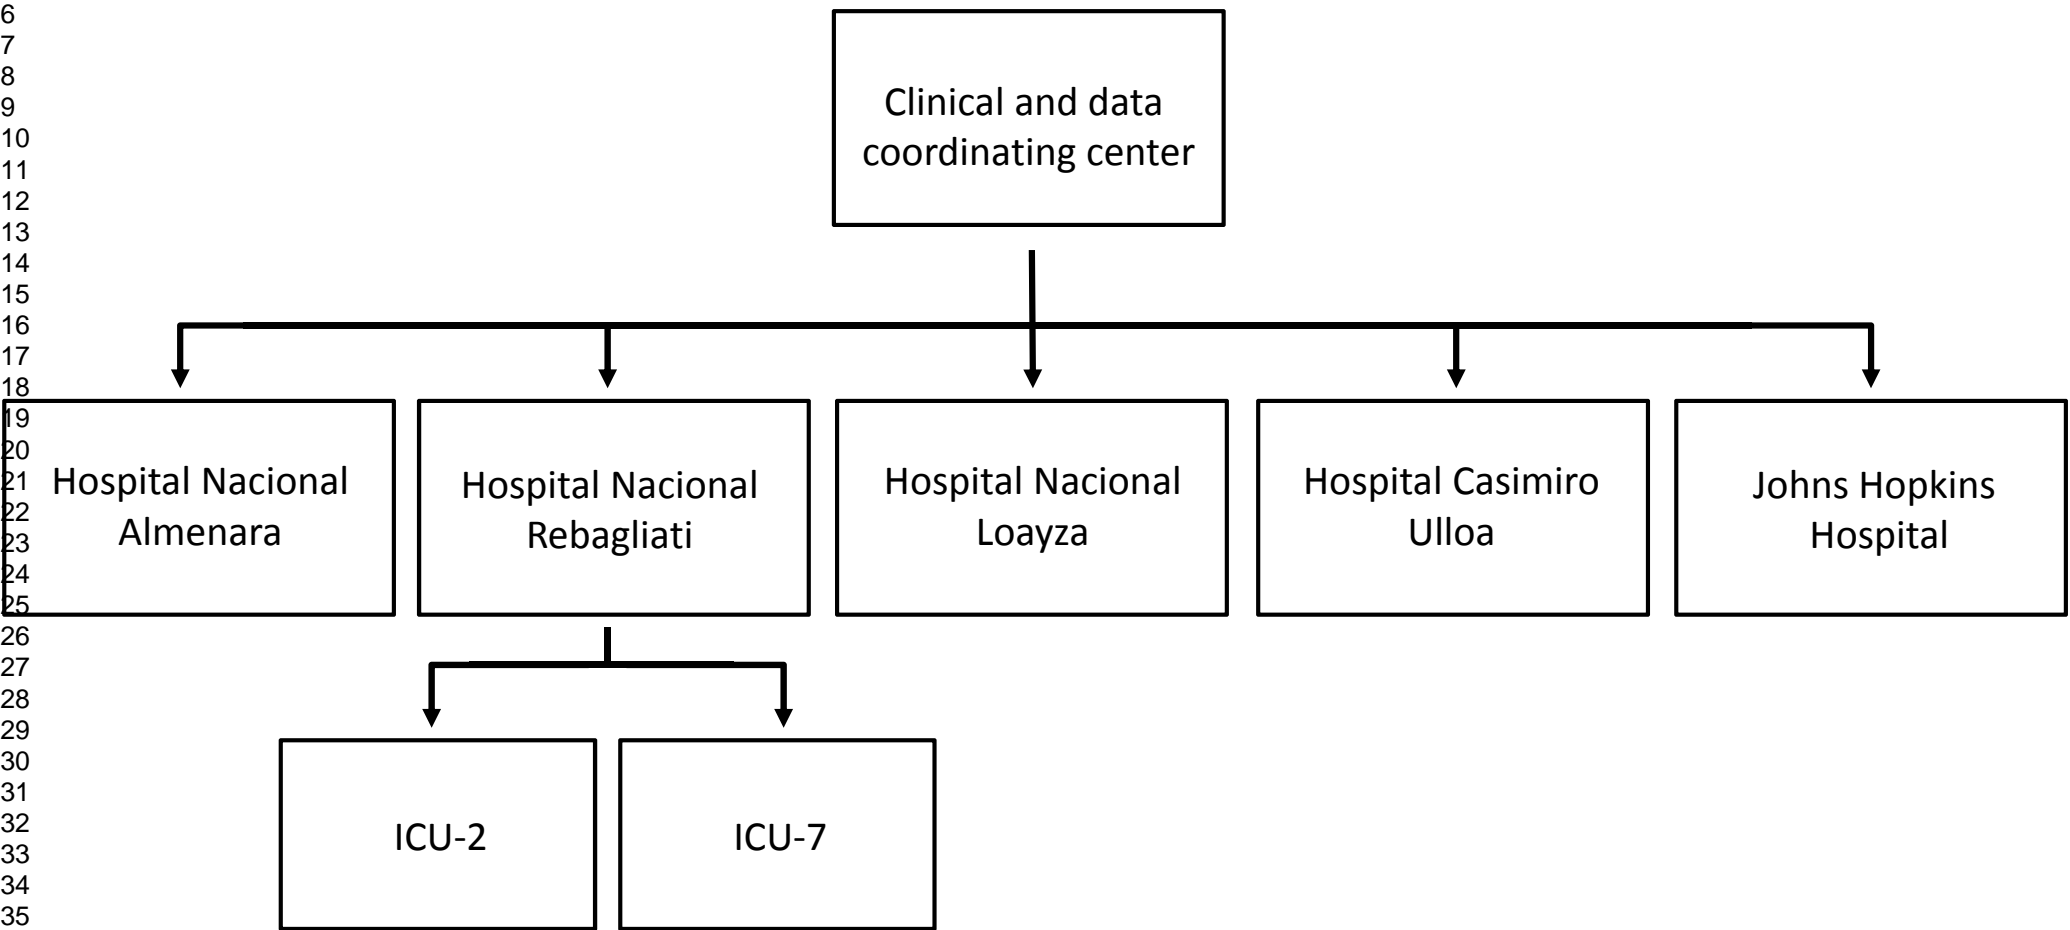 6
7
8
9
10
11
12
13
14
15
16
17
18
19
20
21
22
23
24
25
26
27
28
29
30
31
32
33
34
35
Clinical and data
coordinating center
Hospital Nacional
Almenara
Hospital Nacional
Rebagliati
Hospital Nacional
Loayza
Hospital Casimiro
Ulloa
Johns Hopkins
Hospital
ICU-2
ICU-7